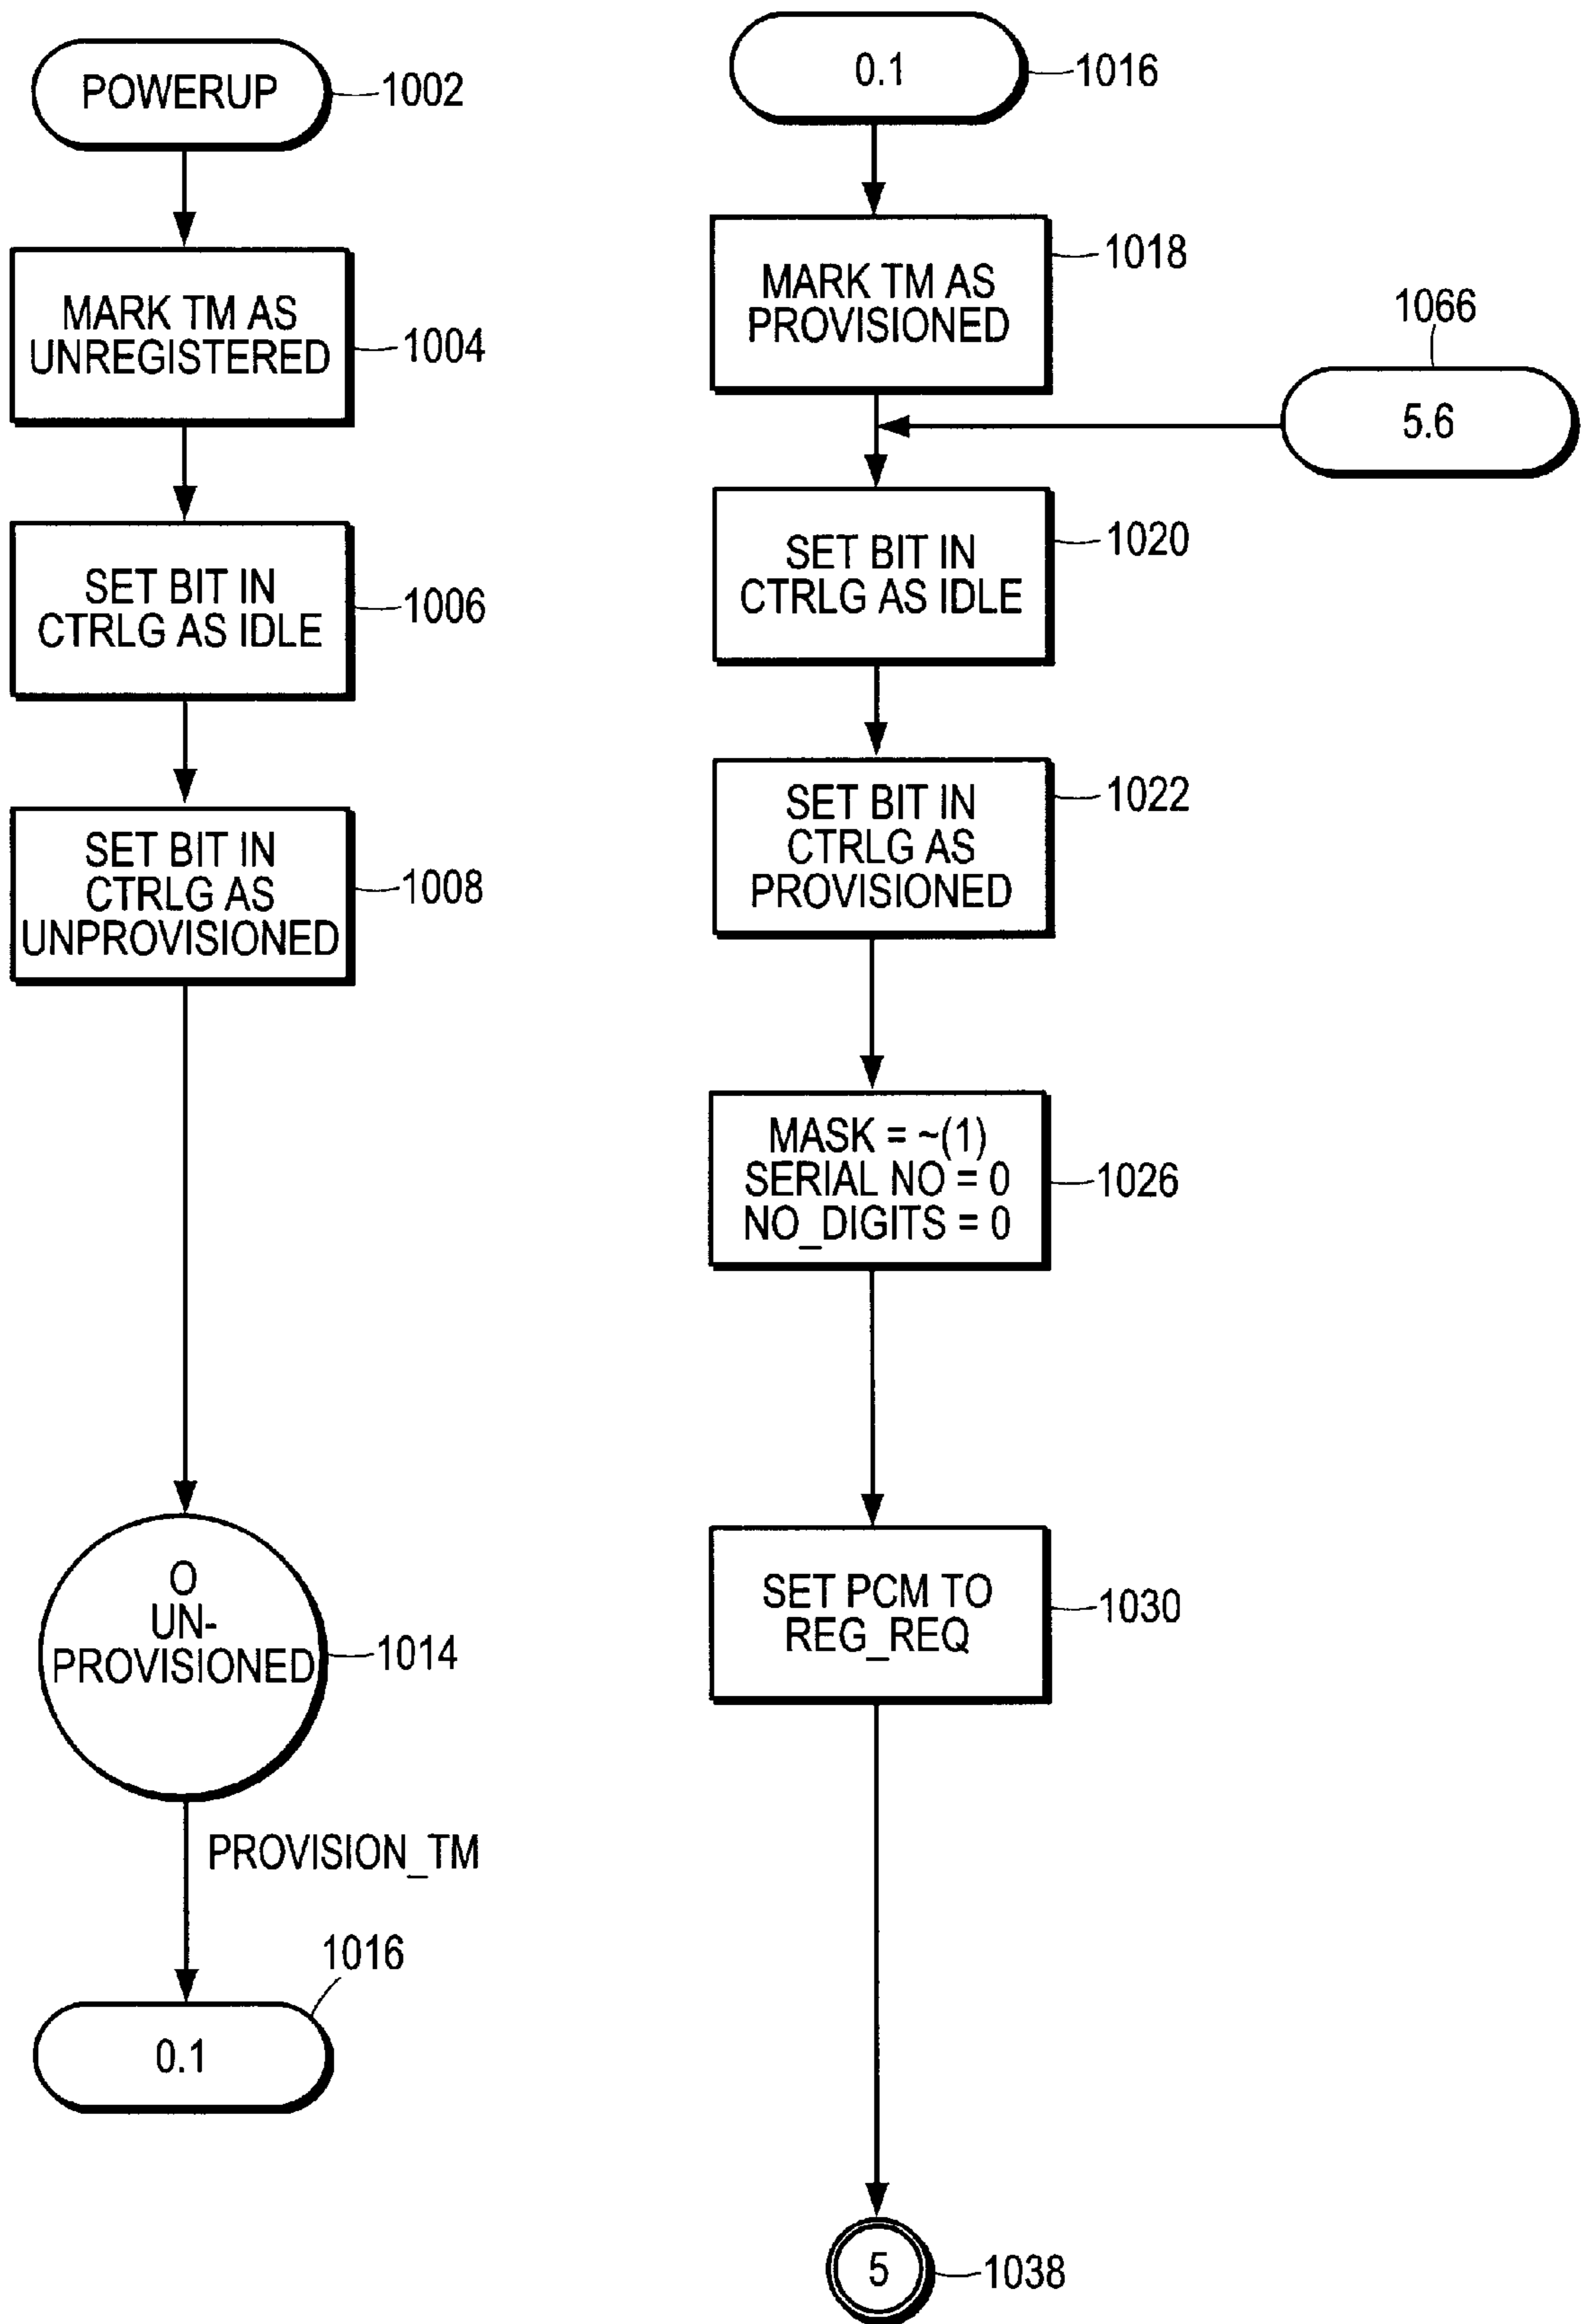 POWERUP
1002
MARK TM AS
UNREGISTERED
1004
SET BIT IN
CTRLG AS IDLE
1006
SET BIT IN
CTRLG AS
UNPROVISIONED
1008
O
UN-
PROVISIONED
1014
PROVISION_TM
1016
0.1
0.1
1016
MARK TM AS
PROVISIONED
1018
1066
5.6
SET BIT IN
CTRLG AS IDLE
1020
SET BIT IN
CTRLG AS
PROVISIONED
1022
MASK = ~(1)
SERIAL NO = 0
NO_DIGITS = 0
1026
SET PCM TO
REG_REQ
1030
5
1038